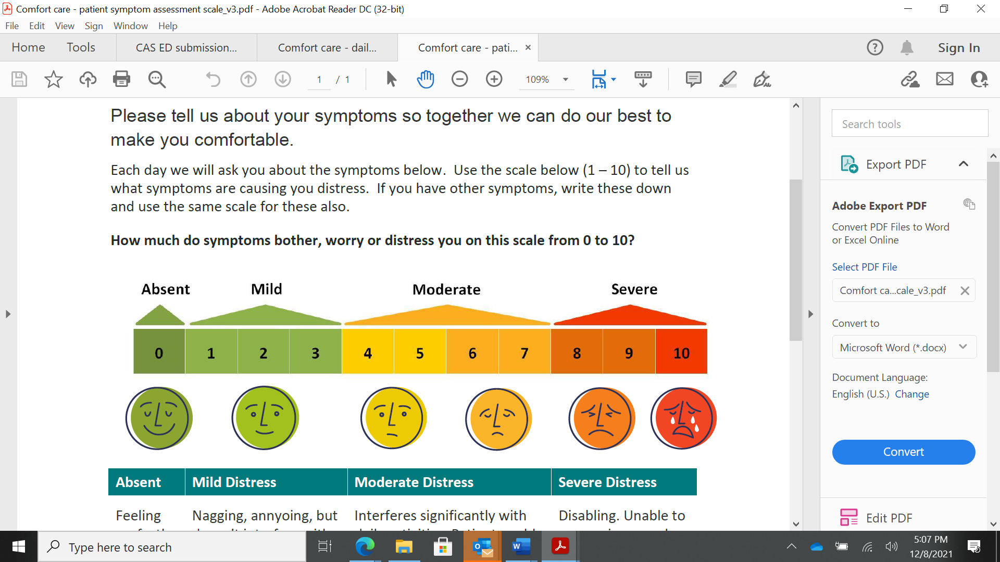 Comfort care - patient symptom assessment scale_v3.pdf - Adobe Acrobat Reader DC (32-bit)
File Edit View Sign Window Help
Home Tools CAS ED submission... Comfort care - dail... Comfort care - pati... × ? Sign In
1 / 1 109%
Please tell us about your symptoms so together we can do our best to
make you comfortable.
Each day we will ask you about the symptoms below. Use the scale below (1 – 10) to tell us
what symptoms are causing you distress. If you have other symptoms, write these down
and use the same scale for these also.
How much do symptoms bother, worry or distress you on this scale from 0 to 10?
Absent Mild Moderate Severe
0 1 2 3 4 5 6 7 8 9 10
Absent Mild Distress Moderate Distress Severe Distress
Feeling Nagging, annyoing, but Interferes significantly with Disabling. Unable to
Search tools
Export PDF
Adobe Export PDF
Convert PDF Files to Word
or Excel Online
Select PDF File
Comfort ca...cale_v3.pdf
Convert to
Microsoft Word (*.docx)
Document Language:
English (U.S.) Change
Convert
Edit PDF
Type here to search
5:07 PM
12/8/2021